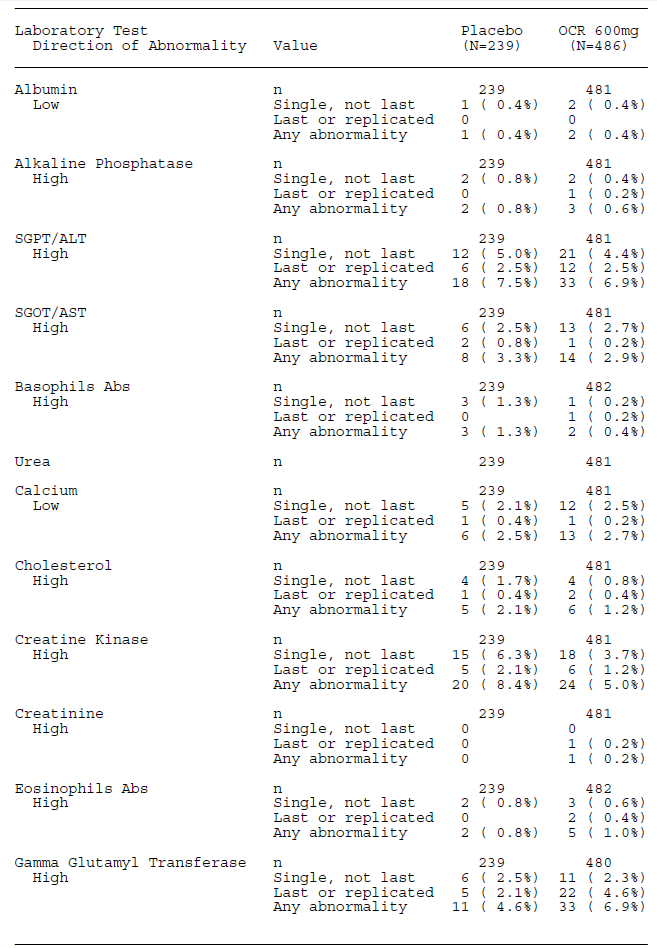 Laboratory Test Placebo OCR 600mg
Direction of Abnormality Value (N=239) (N=486)
Albumin n 239 481
Low Single, not last 1 ( 0.4%) 2 ( 0.4%)
Last or replicated 0 0
Any abnormality 1 ( 0.4%) 2 ( 0.4%)
Alkaline Phosphatase n 239 481
High Single, not last 2 ( 0.8%) 2 ( 0.4%)
Last or replicated 0 1 ( 0.2%)
Any abnormality 2 ( 0.8%) 3 ( 0.6%)
SGPT/ALT n 239 481
High Single, not last 12 ( 5.0%) 21 ( 4.4%)
Last or replicated 6 ( 2.5%) 12 ( 2.5%)
Any abnormality 18 ( 7.5%) 33 ( 6.9%)
SGOT/AST n 239 481
High Single, not last 6 ( 2.5%) 13 ( 2.7%)
Last or replicated 2 ( 0.8%) 1 ( 0.2%)
Any abnormality 8 ( 3.3%) 14 ( 2.9%)
Basophils Abs n 239 482
High Single, not last 3 ( 1.3%) 1 ( 0.2%)
Last or replicated 0 1 ( 0.2%)
Any abnormality 3 ( 1.3%) 2 ( 0.4%)
Urea n 239 481
Calcium n 239 481
Low Single, not last 5 ( 2.1%) 12 ( 2.5%)
Last or replicated 1 ( 0.4%) 1 ( 0.2%)
Any abnormality 6 ( 2.5%) 13 ( 2.7%)
Cholesterol n 239 481
High Single, not last 4 ( 1.7%) 4 ( 0.8%)
Last or replicated 1 ( 0.4%) 2 ( 0.4%)
Any abnormality 5 ( 2.1%) 6 ( 1.2%)
Creatine Kinase n 239 481
High Single, not last 15 ( 6.3%) 18 ( 3.7%)
Last or replicated 5 ( 2.1%) 6 ( 1.2%)
Any abnormality 20 ( 8.4%) 24 ( 5.0%)
Creatinine n 239 481
High Single, not last 0 0
Last or replicated 0 1 ( 0.2%)
Any abnormality 0 1 ( 0.2%)
Eosinophils Abs n 239 482
High Single, not last 2 ( 0.8%) 3 ( 0.6%)
Last or replicated 0 2 ( 0.4%)
Any abnormality 2 ( 0.8%) 5 ( 1.0%)
Gamma Glutamyl Transferase n 239 480
High Single, not last 6 ( 2.5%) 11 ( 2.3%)
Last or replicated 5 ( 2.1%) 22 ( 4.6%)
Any abnormality 11 ( 4.6%) 33 ( 6.9%)